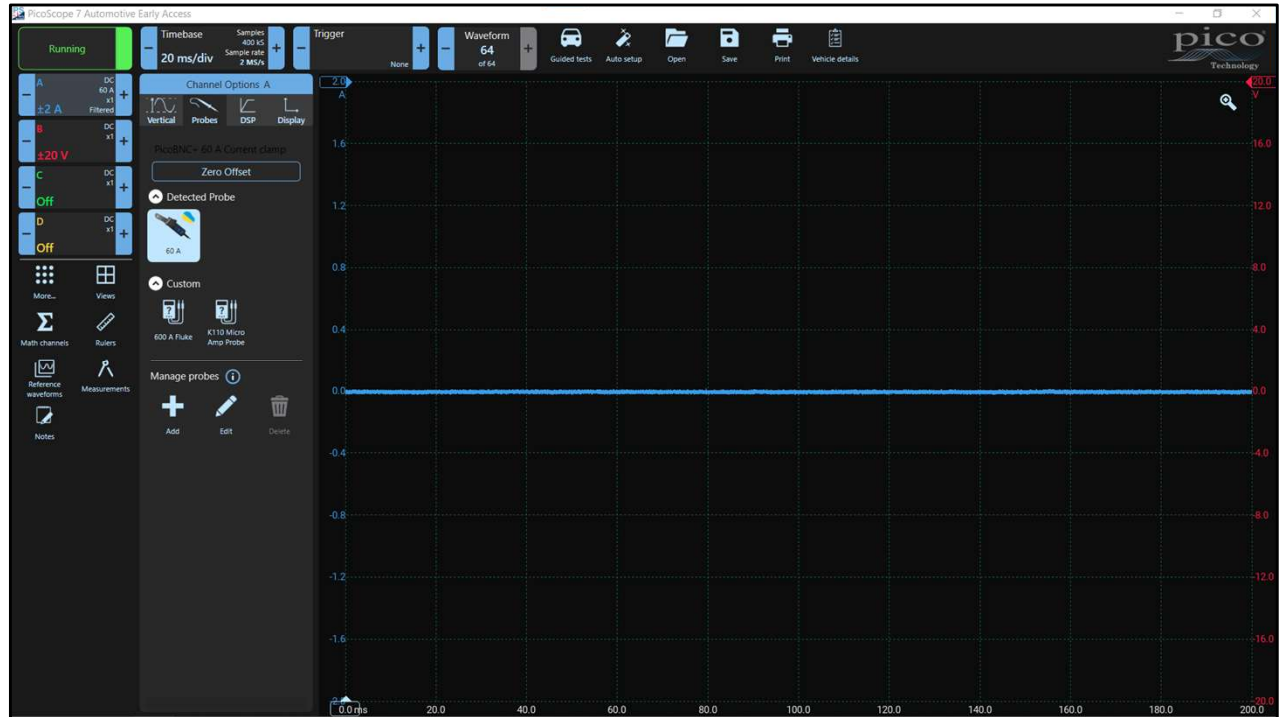 PicoScope 7 Automotive Early Access
Running
Timebase
20 ms/div
Samples
400 kS
Sample rate
2 MS/s
Trigger
None
Waveform
64
of 64
Guided tests
Auto setup
Open
Save
Print
Vehicle details
pico
Technology
A
DC
60 A
x1
±2 A
Filtered
B
DC
x1
±20 V
C
DC
x1
Off
D
DC
x1
Off
More...
Views
Math channels
Rulers
Reference
waveforms
Measurements
Notes
Channel Options A
Vertical
Probes
DSP
Display
PicoBNC+ 60 A Current clamp
Zero Offset
Detected Probe
60 A
Custom
600 A Fluke
K110 Micro
Amp Probe
Manage probes
Add
Edit
Delete
2.0
A
1.6
1.2
0.8
0.4
0.0
-0.4
-0.8
-1.2
-1.6
-2.0
20.0
V
16.0
12.0
8.0
4.0
0.0
-4.0
-8.0
-12.0
-16.0
-20.0
0.0 ms
20.0
40.0
60.0
80.0
100.0
120.0
140.0
160.0
180.0
200.0